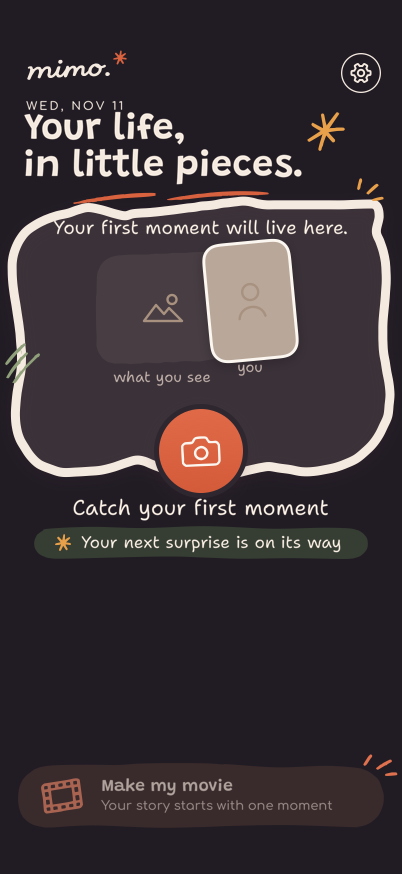 mimo.
WED, NOV 11
Your life,
in little pieces.
Your first moment will live here.
what you see
you
Catch your first moment
Your next surprise is on its way
Make my movie
Your story starts with one moment